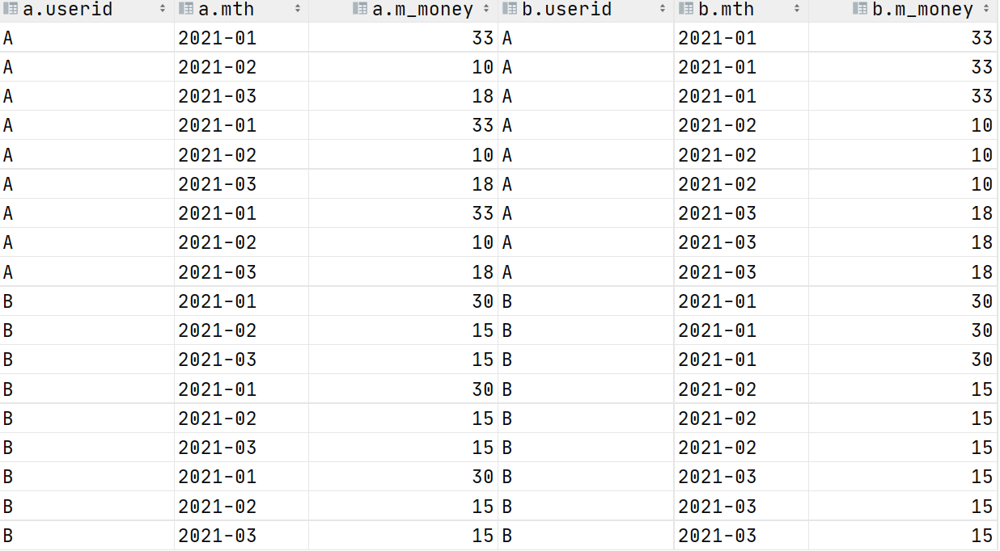 a.userid a.mth a.m_money b.userid b.mth b.m_money
A 2021-01 33 A 2021-01 33
A 2021-02 10 A 2021-01 33
A 2021-03 18 A 2021-01 33
A 2021-01 33 A 2021-02 10
A 2021-02 10 A 2021-02 10
A 2021-03 18 A 2021-02 10
A 2021-01 33 A 2021-03 18
A 2021-02 10 A 2021-03 18
A 2021-03 18 A 2021-03 18
B 2021-01 30 B 2021-01 30
B 2021-02 15 B 2021-01 30
B 2021-03 15 B 2021-01 30
B 2021-01 30 B 2021-02 15
B 2021-02 15 B 2021-02 15
B 2021-03 15 B 2021-02 15
B 2021-01 30 B 2021-03 15
B 2021-02 15 B 2021-03 15
B 2021-03 15 B 2021-03 15